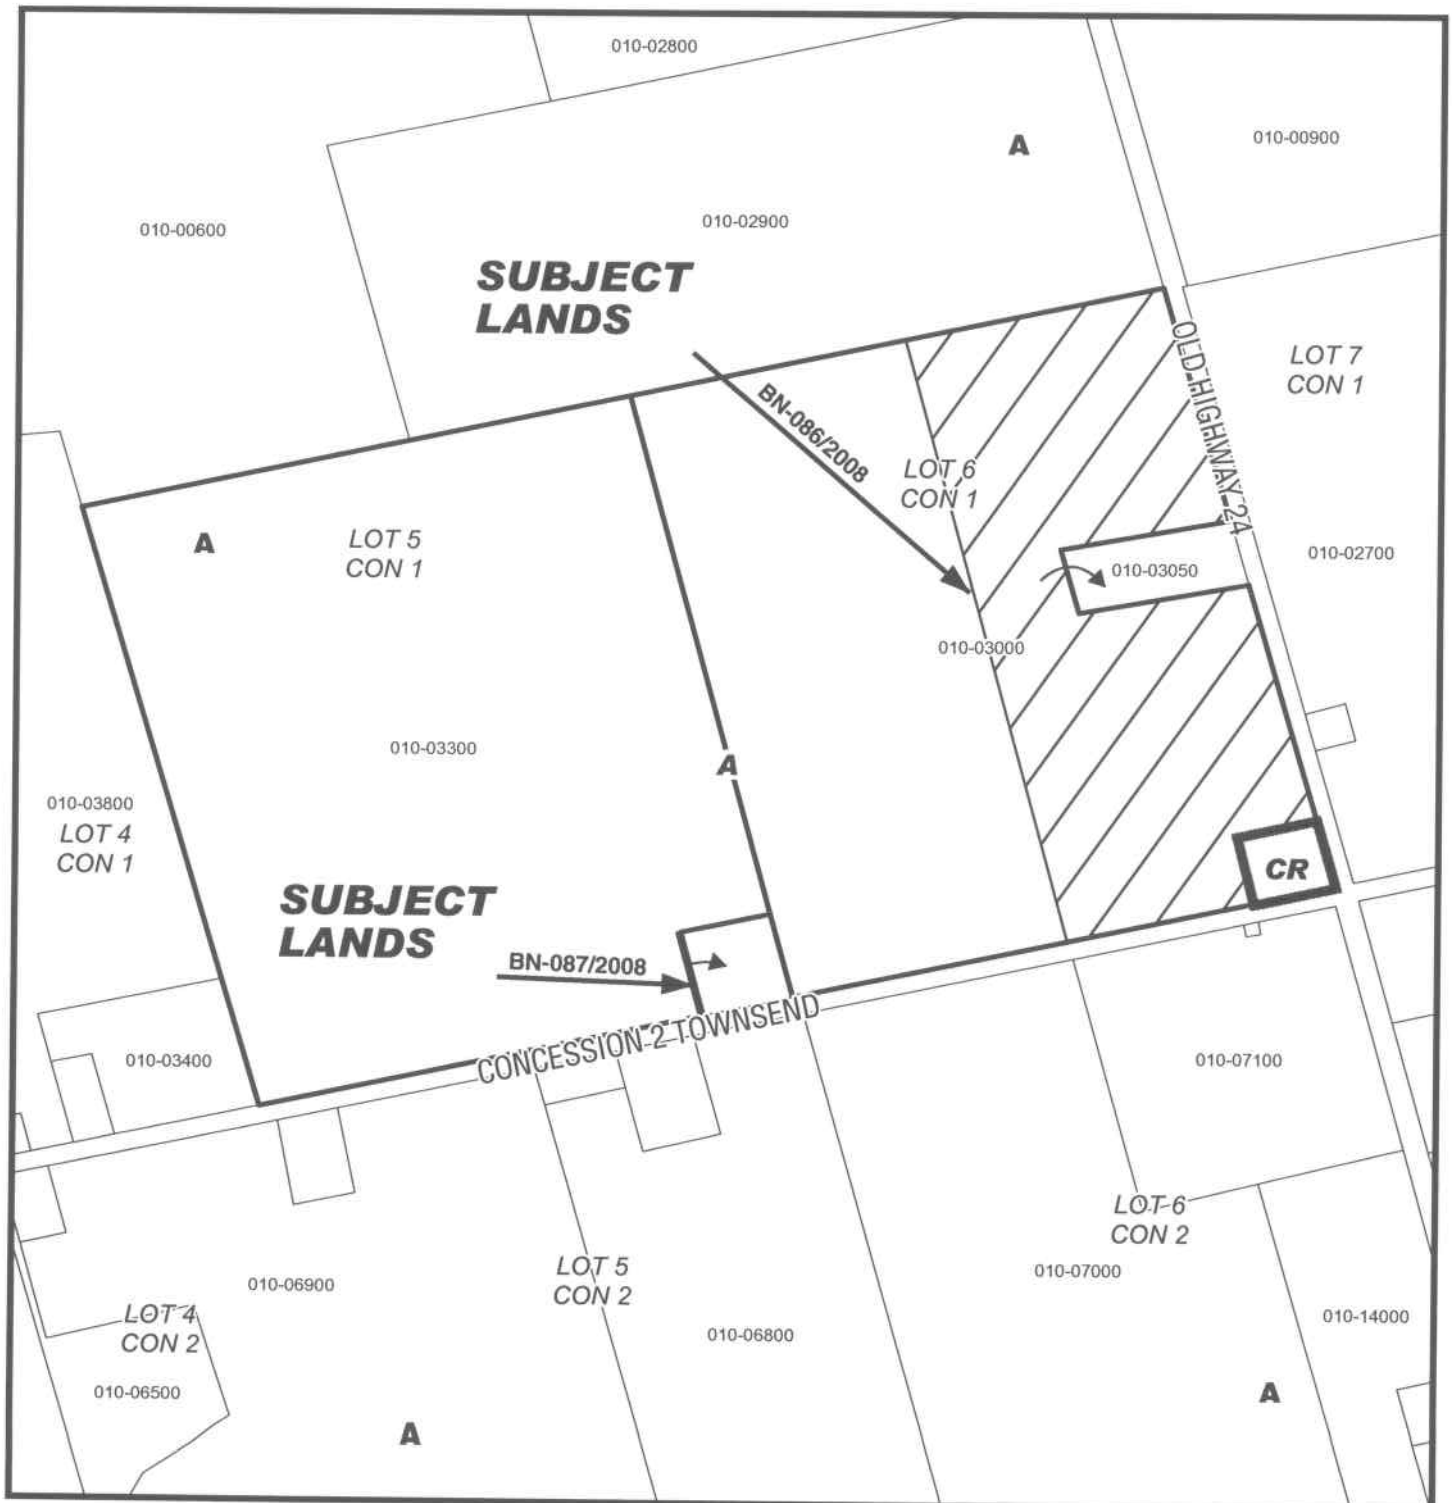 010-02800
A
010-00900
010-00600
010-02900
SUBJECT
LANDS
OLD HIGHWAY 24
LOT 7
CON 1
BN-086/2008
LOT 6
CON 1
A
LOT 5
CON 1
010-02700
010-03050
010-03000
010-03300
A
010-03800
LOT 4
CON 1
CR
SUBJECT
LANDS
BN-087/2008
CONCESSION 2 TOWNSEND
010-03400
010-07100
LOT 6
CON 2
LOT 5
CON 2
010-07000
010-06900
LOT 4
CON 2
010-06800
010-14000
010-06500
A
A